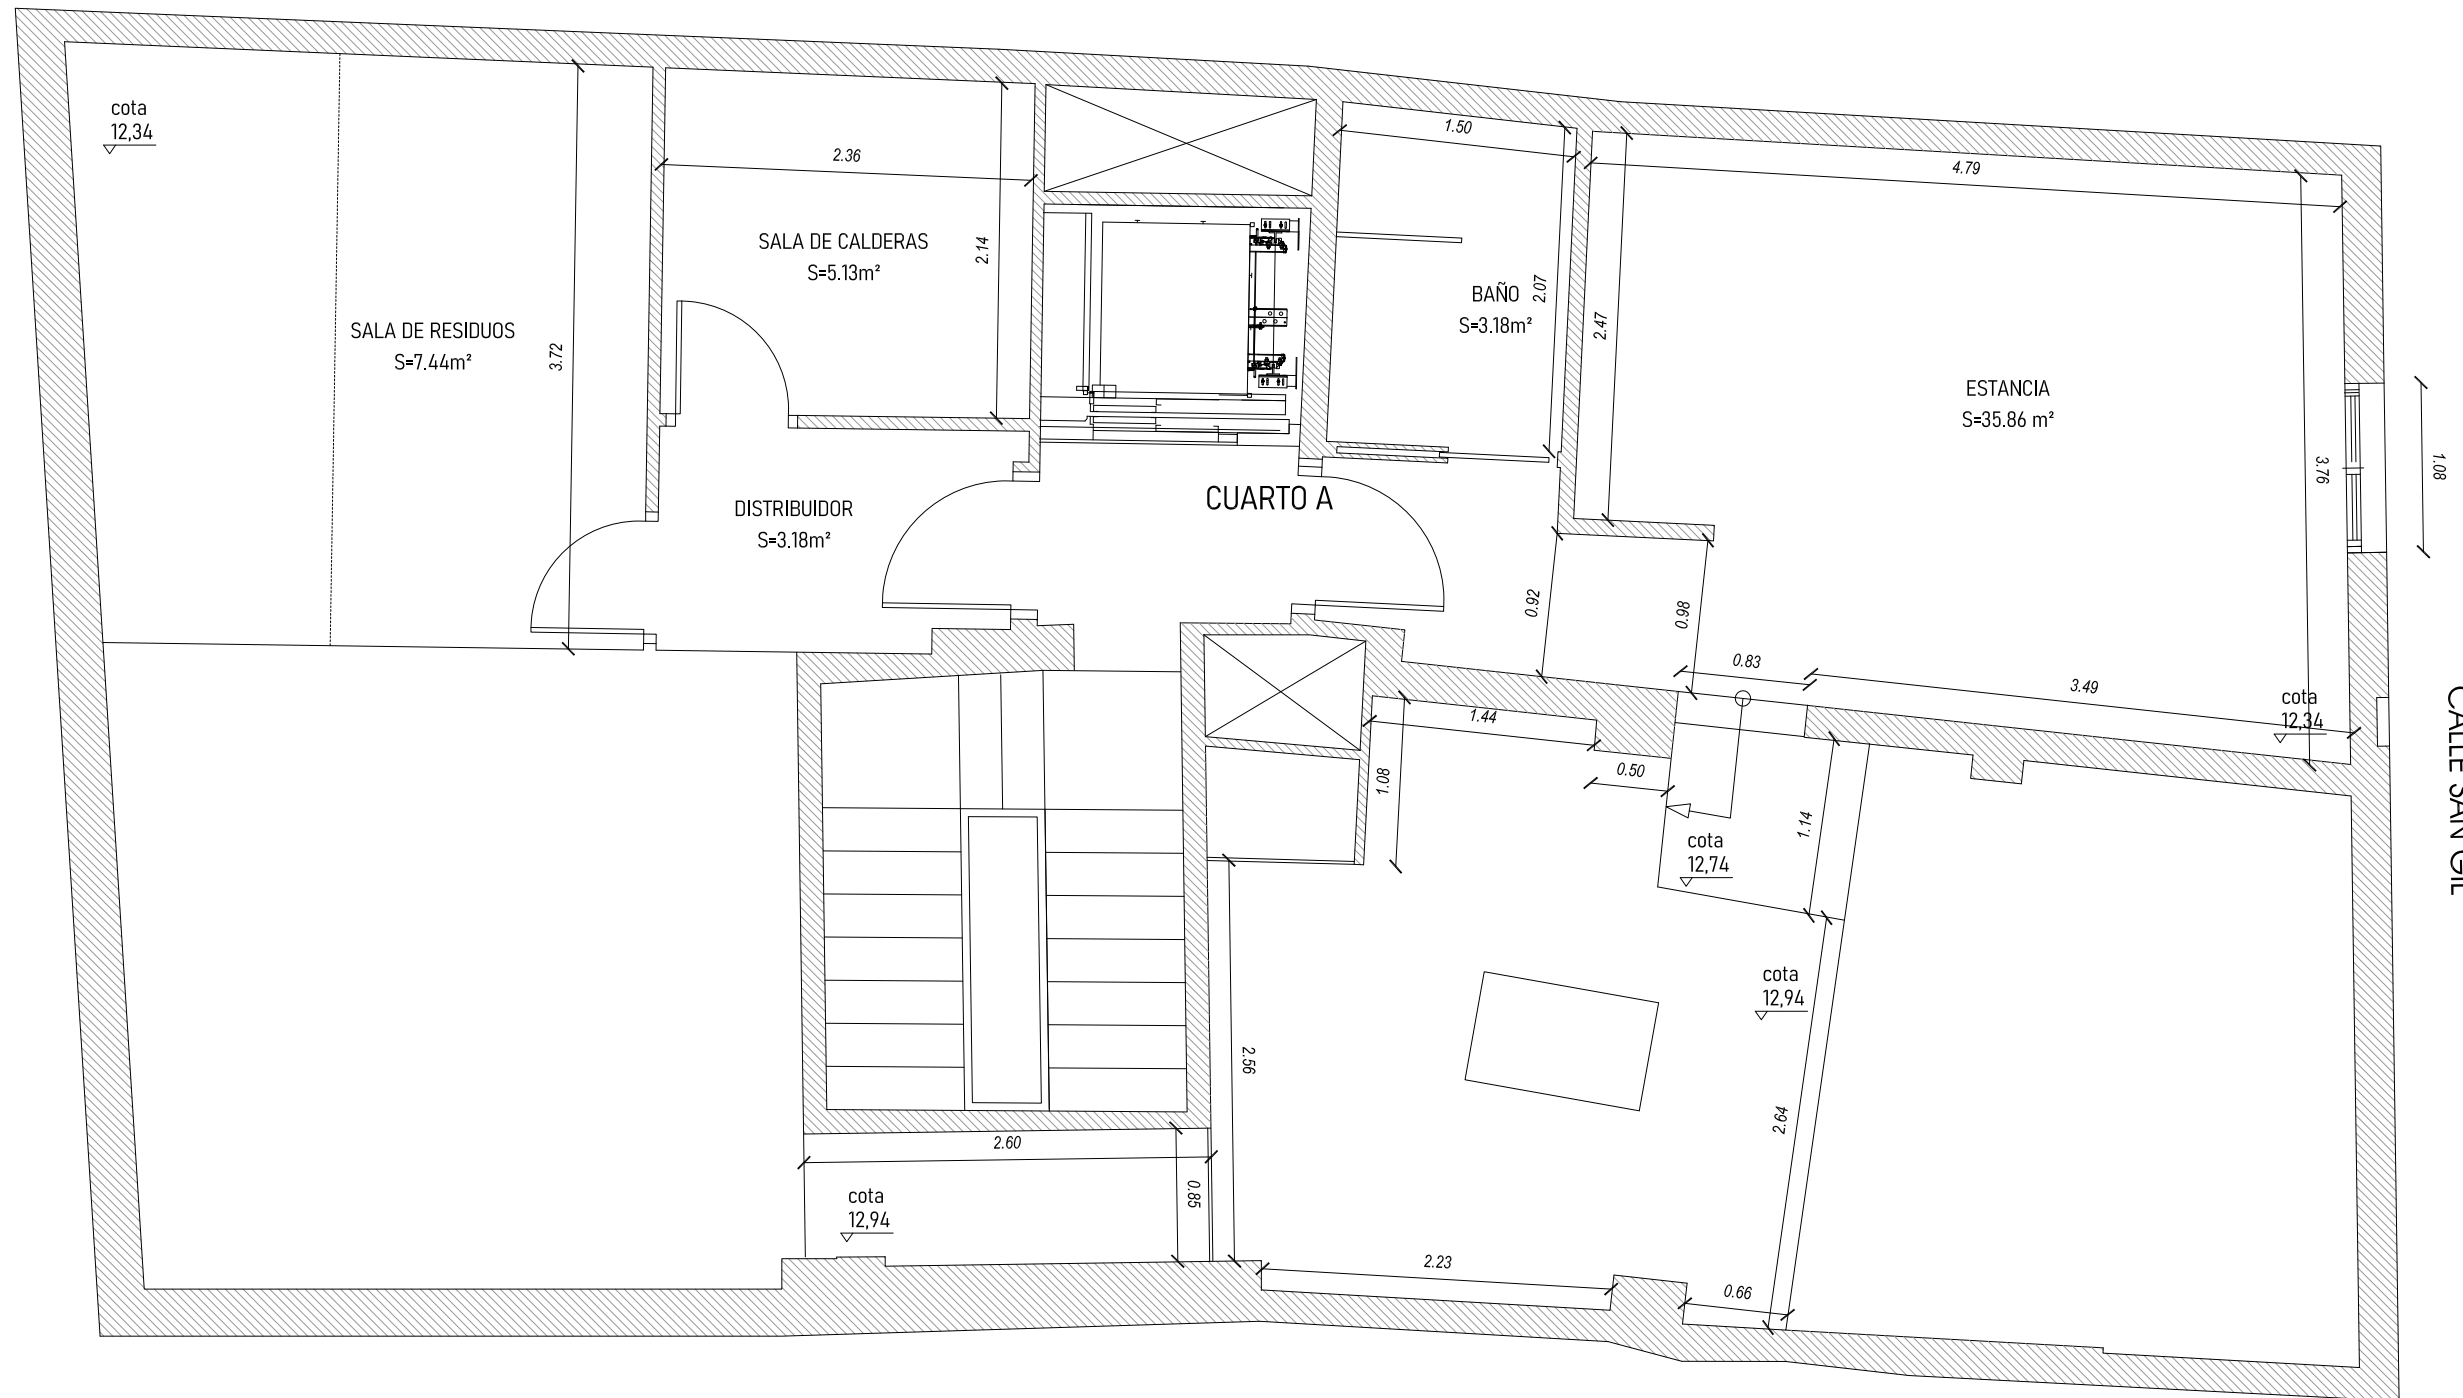 cota
12,34
SALA DE RESIDUOS
S=7.44m²
3.72
2.36
SALA DE CALDERAS
S=5.13m²
2.14
DISTRIBUIDOR
S=3.18m²
CUARTO A
1.50
BAÑO
S=3.18m²
2.07
2.47
4.79
ESTANCIA
S=35.86 m²
3.76
1.08
0.92
0.98
0.83
3.49
cota
12,34
CALLE SAN GIL
1.44
1.08
0.50
1.14
cota
12,74
cota
12,94
2.56
2.64
2.60
0.85
cota
12,94
2.23
0.66